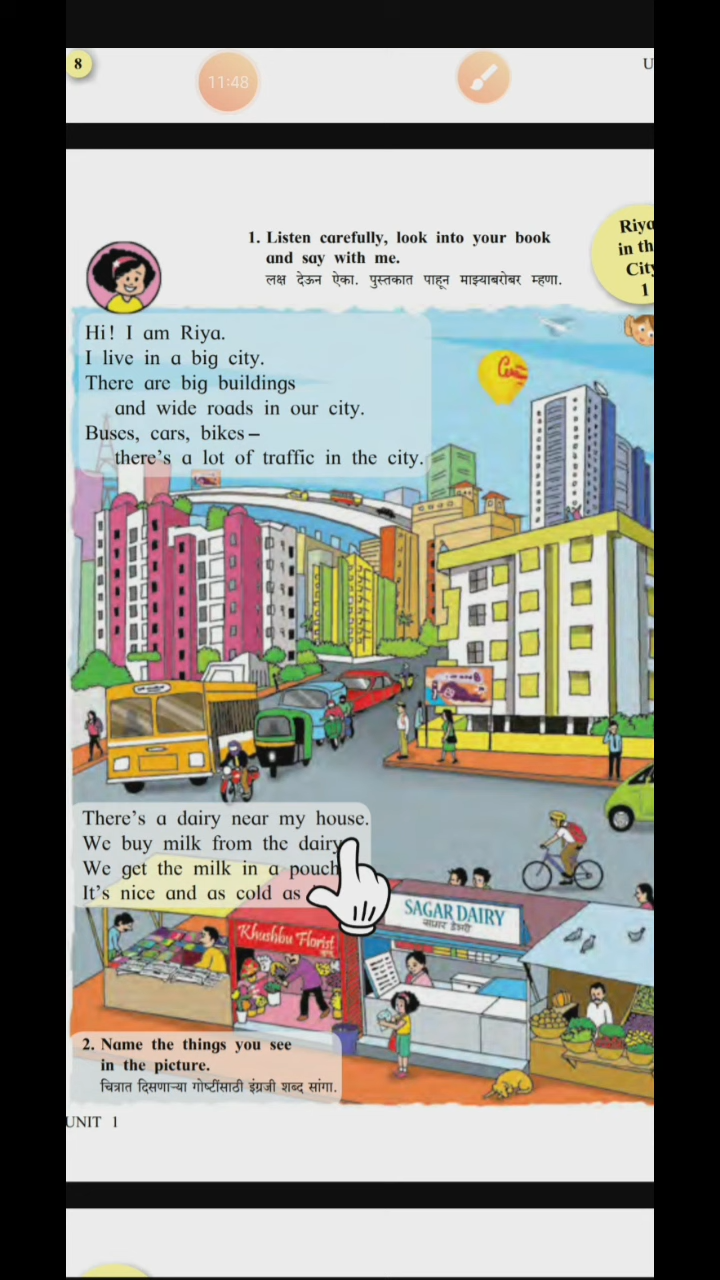 8
11:48
U
1. Listen carefully, look into your book
and say with me.
लक्ष देऊन ऐका. पुस्तकात पाहून माझ्याबरोबर म्हणा.
in
City
1
Hi! I am Riya.
I live in a big city.
There are big buildings
and wide roads in our city.
Buses, cars, bikes –
there's a lot of traffic in the city.
There's a dairy near my house.
We buy milk from the dairy
We get the milk in a pouch
It's nice and as cold as
SAGAR DAIRY
सागर डेअरी
Khushbu Florist
2. Name the things you see
in the picture.
चित्रात दिसणाऱ्या गोष्टींसाठी इंग्रजी शब्द सांगा.
UNIT 1